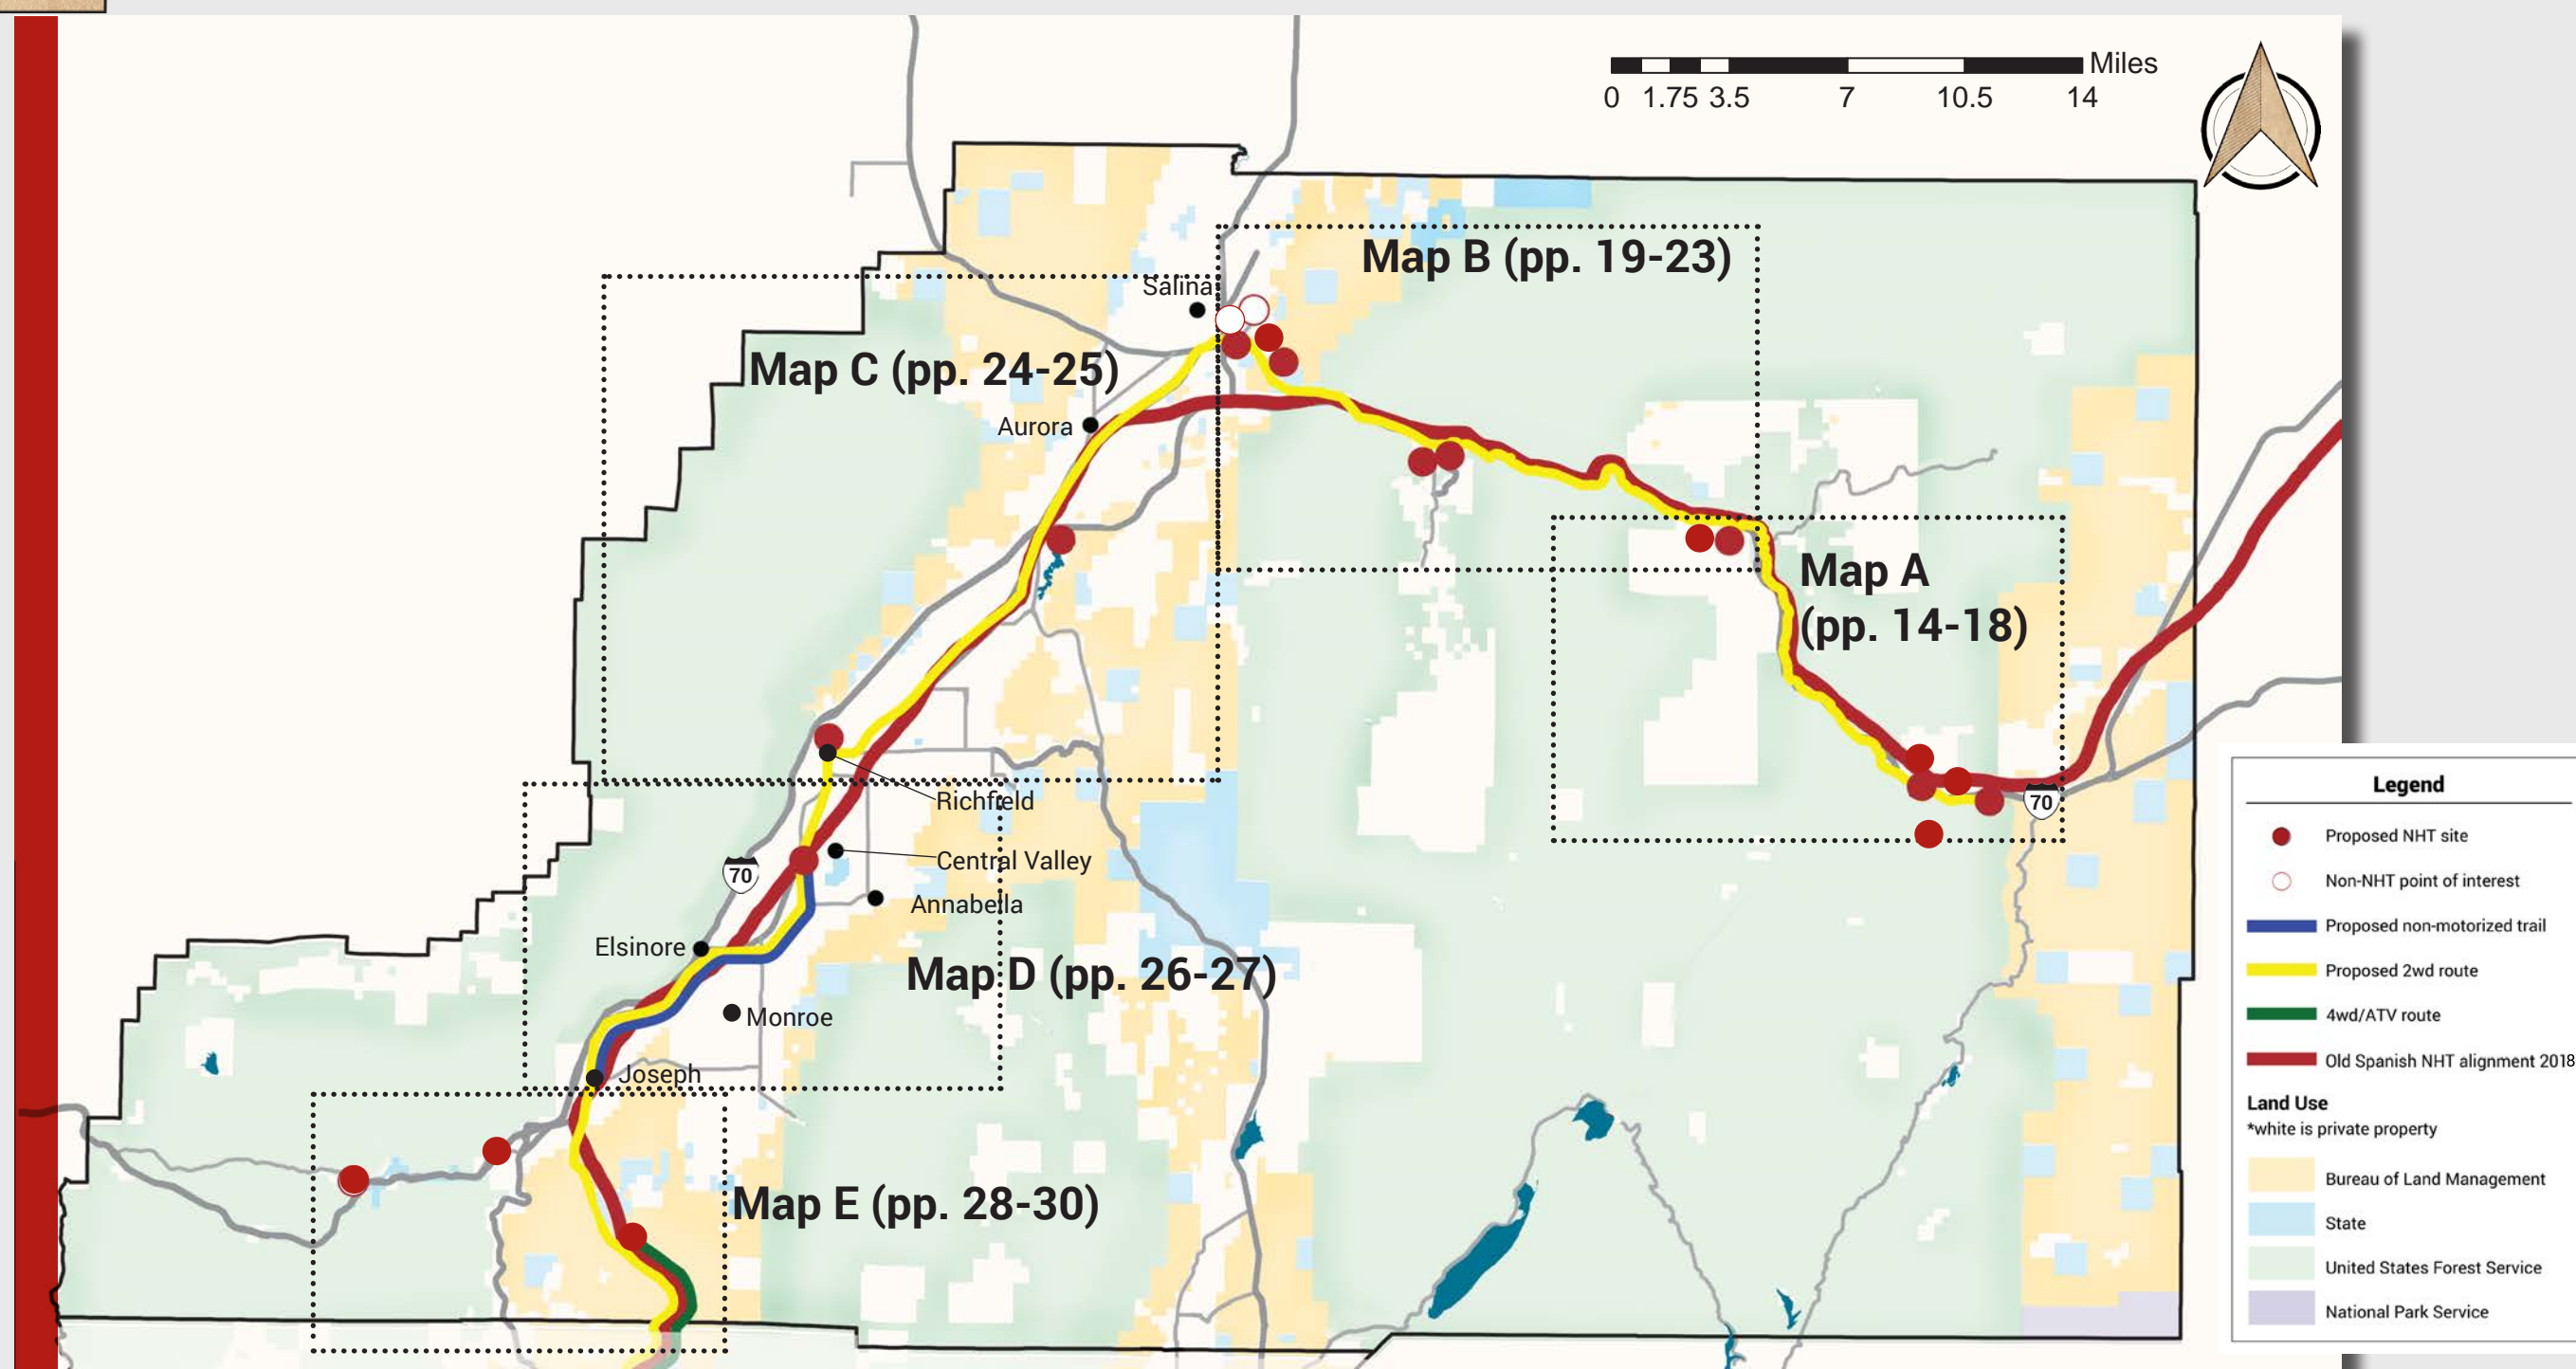 Miles
0 1.75 3.5 7 10.5 14
Map B (pp. 19-23)
Salina
Map C (pp. 24-25)
Aurora
Map A
(pp. 14-18)
Richfield
70
Central Valley
70
Annabella
Elsinore
Map D (pp. 26-27)
Monroe
Joseph
Map E (pp. 28-30)
Legend
Proposed NHT site
Non-NHT point of interest
Proposed non-motorized trail
Proposed 2wd route
4wd/ATV route
Old Spanish NHT alignment 2018
Land Use
*white is private property
Bureau of Land Management
State
United States Forest Service
National Park Service